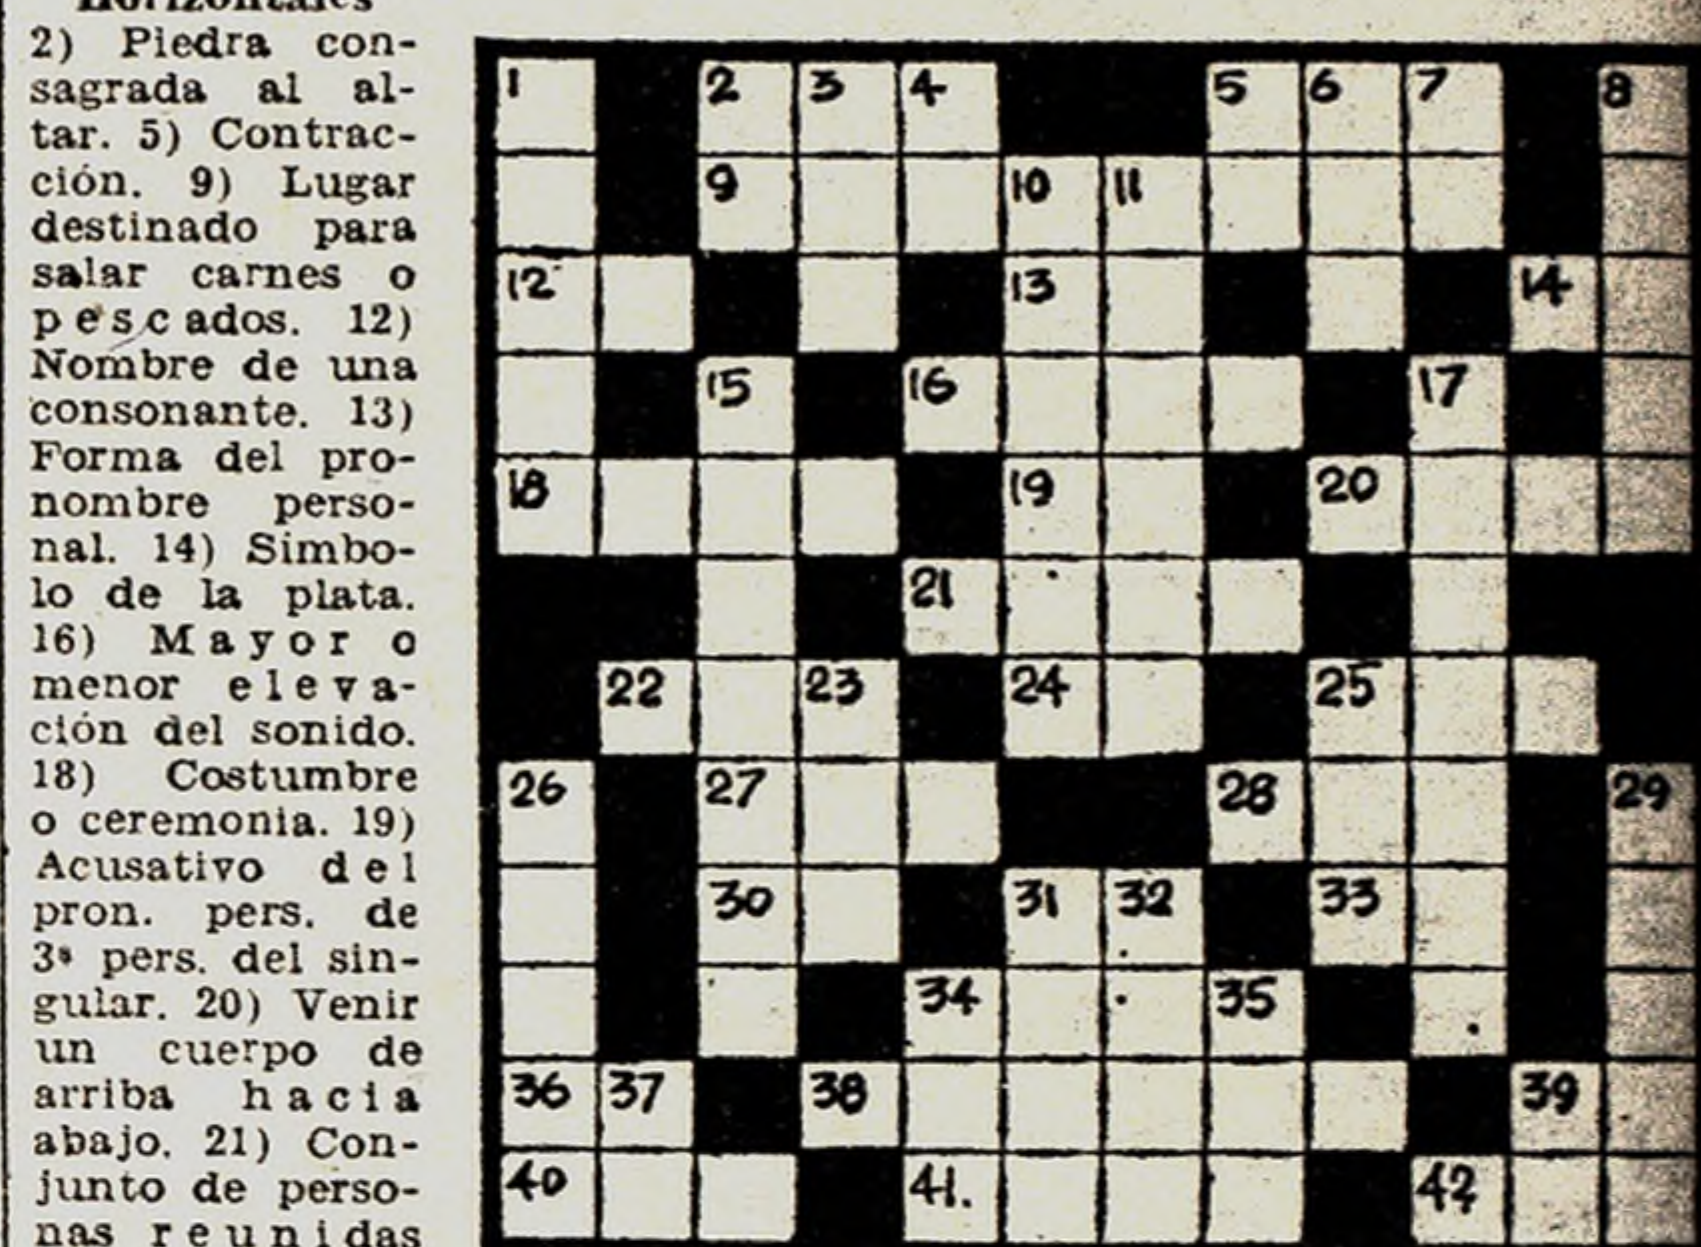 Horizontales
2) Piedra con-
sagrada al al-
tar. 5) Contrac-
ción. 9) Lugar
destinado para
salar carnes o
pescados. 12)
Nombre de una
consonante. 13)
Forma del pro-
nombre perso-
nal. 14) Símbo-
lo de la plata.
16) Mayor o
menor eleva-
ción del sonido.
18) Costumbre
o ceremonia. 19)
Acusativo del
pron. pers. de
3ª pers. del sin-
gular. 20) Venir
un cuerpo de
arriba hacia
abajo. 21) Con-
junto de perso-
nas reunidas
1 2 3 4 5 6 7 8
9 10 11
12 13 14
15 16 17
18 19 20
21
22 23 24 25
26 27 28 29
30 31 32 33
34 35
36 37 38 39
40 41. 42